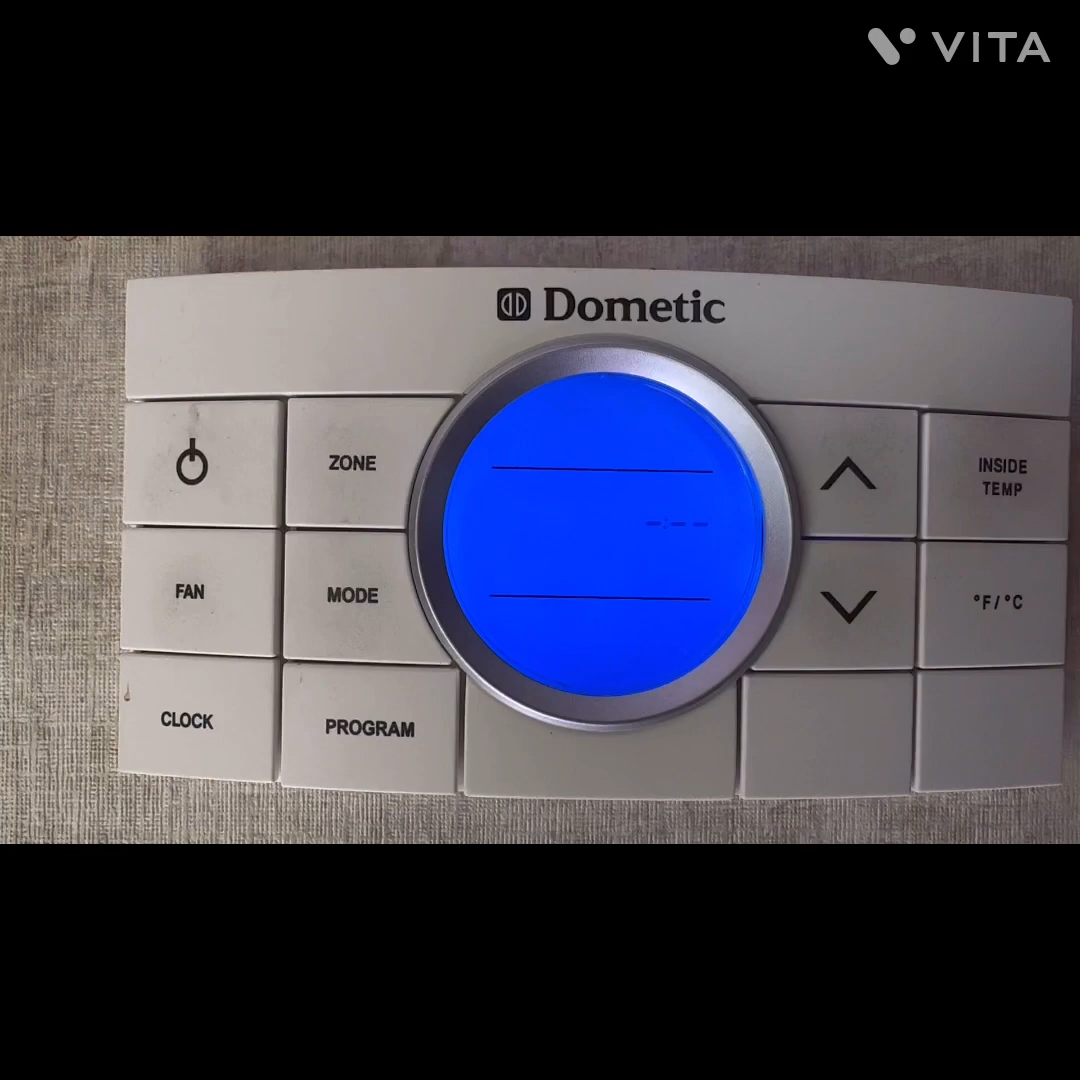 VITA
Dometic
ZONE
INSIDE
TEMP
FAN
MODE
°F/°C
CLOCK
PROGRAM
-:--